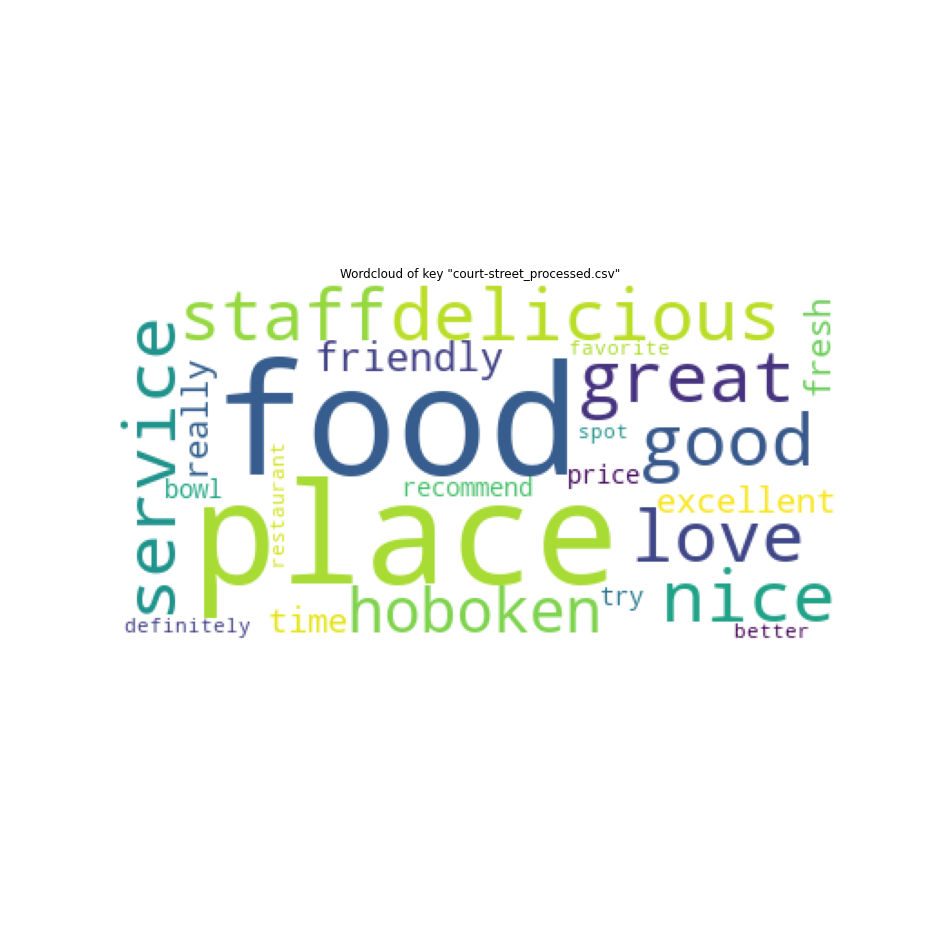 Wordcloud of key "court-street_processed.csv"
staff
delicious
fresh
service
friendly
favorite
really
food
great
good
spot
price
bowl
restaurant
recommend
excellent
place
love
nice
hoboken
try
time
definitely
better